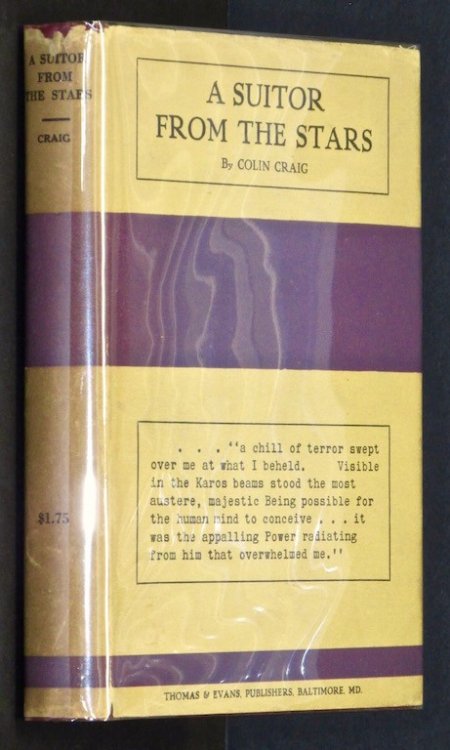 A SUITOR
FROM
THE STARS
CRAIG
$1.75
A SUITOR
FROM THE STARS
By COLIN CRAIG
. . . "a chill of terror swept
over me at what I beheld. Visible
in the Karos beams stood the most
austere, majestic Being possible for
the human mind to conceive . . . it
was the appalling Power radiating
from him that overwhelmed me."
THOMAS & EVANS, PUBLISHERS, BALTIMORE, MD.